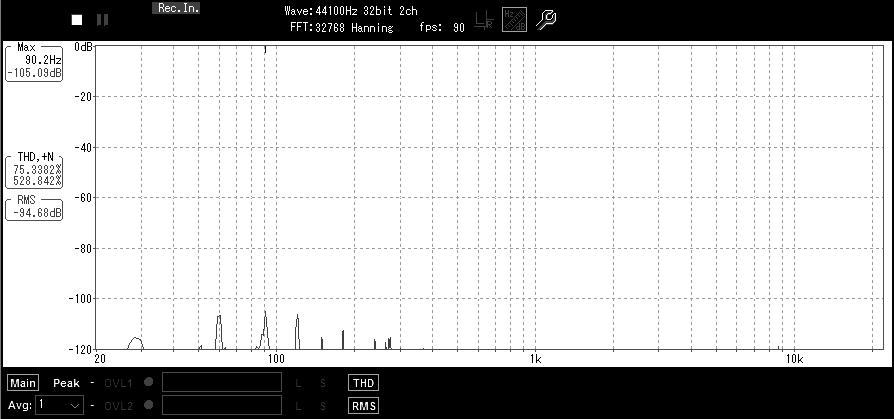 Rec.In.
Wave:44100Hz 32bit 2ch
FFT:32768 Hanning fps: 90
L R
Hz dB
Max
90.2Hz
-105.09dB
THD,+N
75.3382%
528.842%
RMS
-94.68dB
0dB
-20
-40
-60
-80
-100
-120
20 100 1k 10k
Main Peak - OVL1 L S THD
Avg: 1 - OVL2 L S RMS